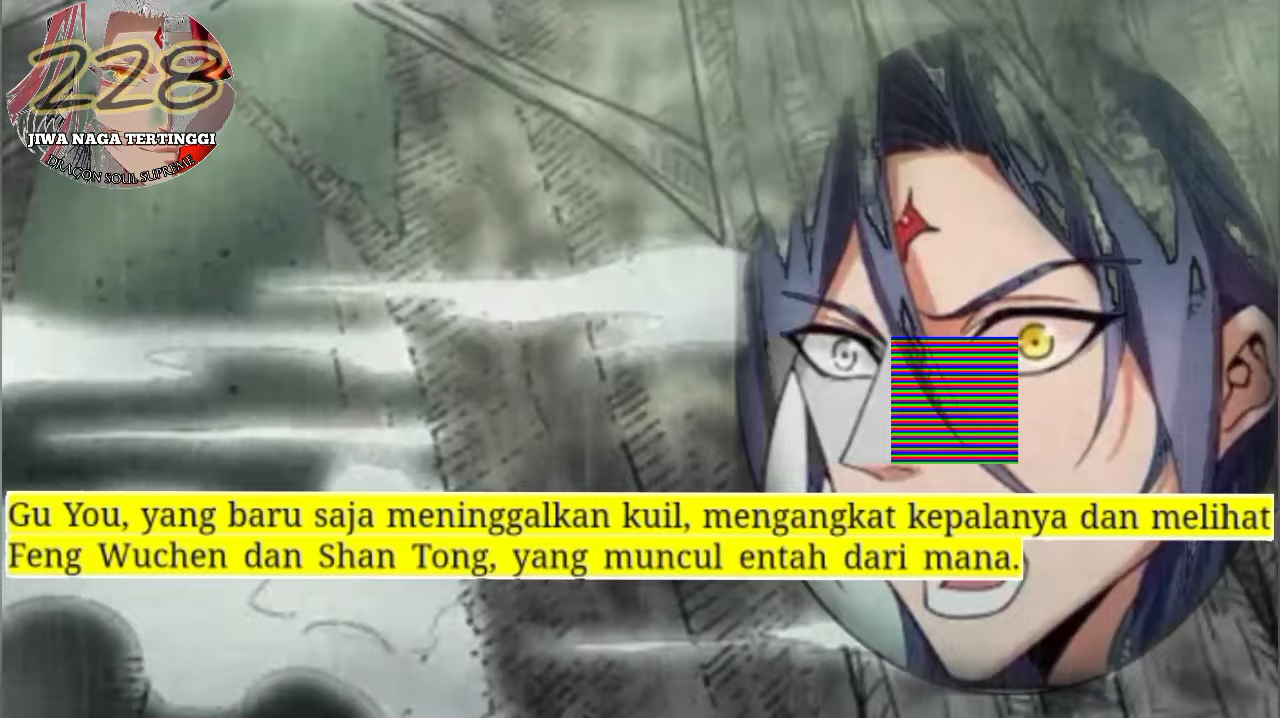 228
JIWA NAGA TERTINGGI
DRAGON SOUL SUPREME
Gu You, yang baru saja meninggalkan kuil, mengangkat kepalanya dan melihat
Feng Wuchen dan Shan Tong, yang muncul entah dari mana.